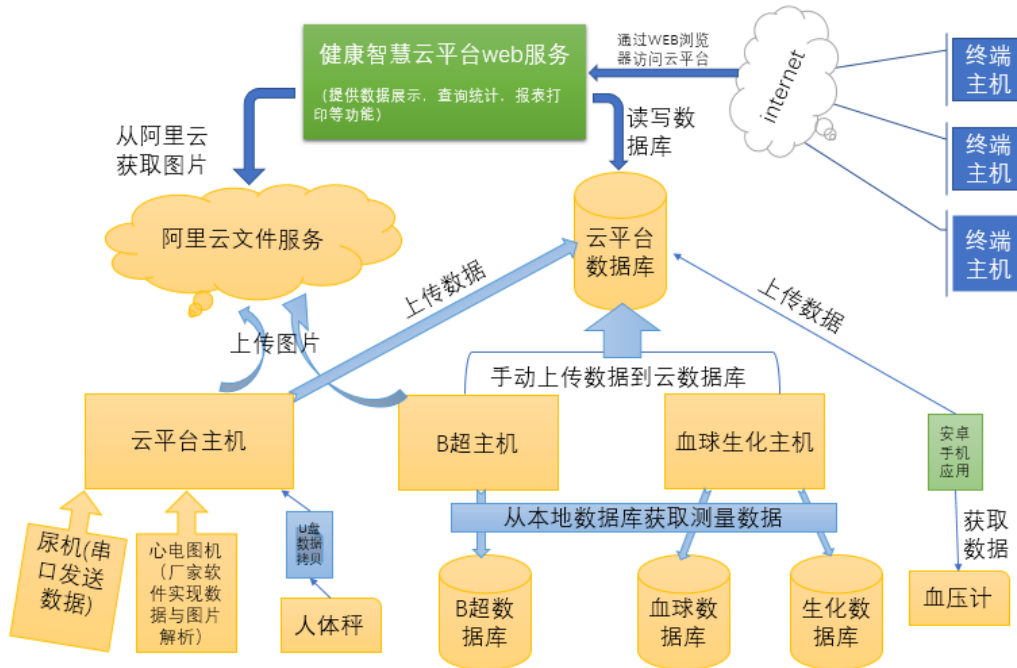 健康智慧云平台web服务
（提供数据展示、查询统计、报表打
印等功能）
通过WEB浏览
器访问云平台
internet
终端
主机
终端
主机
终端
主机
从阿里云
获取图片
读写数
据库
阿里云文件服务
云平台
数据库
上传数据
上传数据
上传图片
手动上传数据到云数据库
云平台主机
B超主机
血球生化主机
安卓
手机
应用
从本地数据库获取测量数据
获取
数据
尿机(串
口发送
数据)
心电图机
（厂家软
件实现数
据与图片
解析）
U盘
数据
拷贝
人体秤
B超数
据库
血球数
据库
生化数
据库
血压计